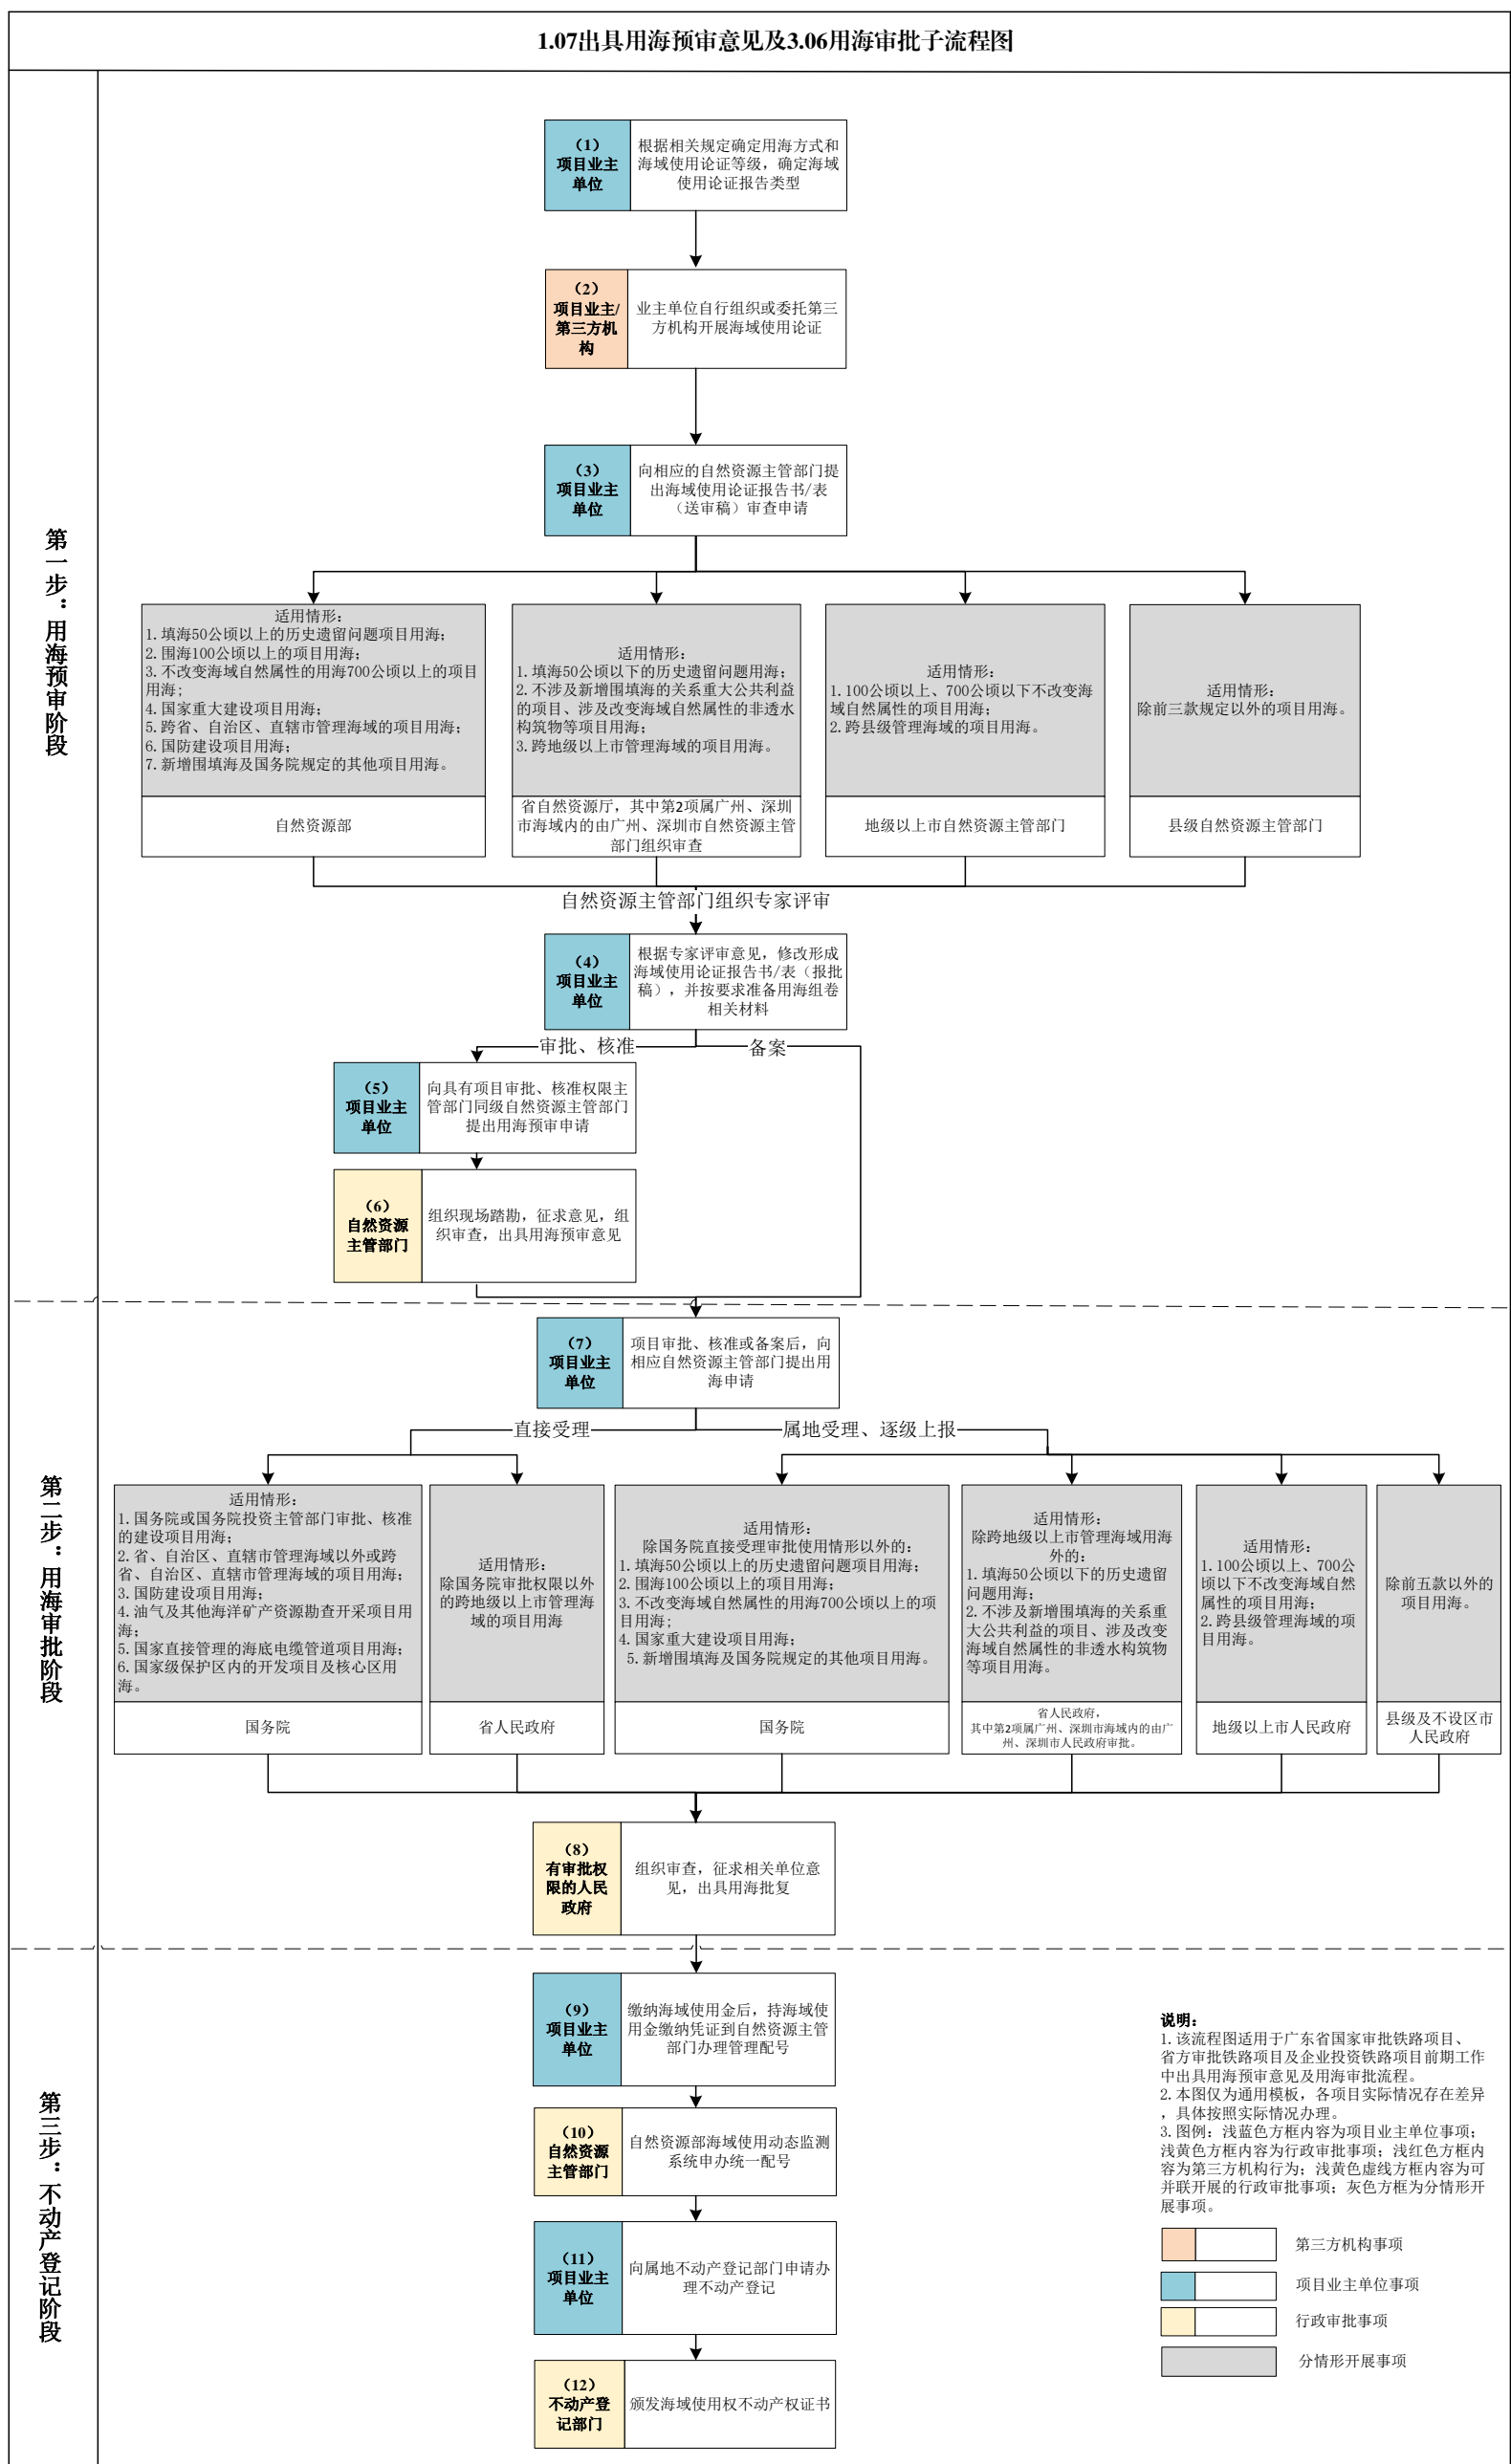 1.07出具用海预审意见及3.06用海审批子流程图
第一步：用海预审阶段
（1）
项目业主
单位
根据相关规定确定用海方式和
海域使用论证等级，确定海域
使用论证报告类型
（2）
项目业主/
第三方机
构
业主单位自行组织或委托第三
方机构开展海域使用论证
（3）
项目业主
单位
向相应的自然资源主管部门提
出海域使用论证报告书/表
（送审稿）审查申请
适用情形：
1.填海50公顷以上的历史遗留问题项目用海；
2.围海100公顷以上的项目用海；
3.不改变海域自然属性的用海700公顷以上的项目
用海；
4.国家重大建设项目用海；
5.跨省、自治区、直辖市管理海域的项目用海；
6.国防建设项目用海；
7.新增围填海及国务院规定的其他项目用海。
自然资源部
适用情形：
1.填海50公顷以下的历史遗留问题用海；
2.不涉及新增围填海的关系重大公共利益
的项目、涉及改变海域自然属性的非透水
构筑物等项目用海；
3.跨地级以上市管理海域的项目用海。
省自然资源厅，其中第2项属广州、深圳
市海域内的由广州、深圳市自然资源主管
部门组织审查
适用情形：
1.100公顷以上、700公顷以下不改变海
域自然属性的项目用海；
2.跨县级管理海域的项目用海。
地级以上市自然资源主管部门
适用情形：
除前三款规定以外的项目用海。
县级自然资源主管部门
自然资源主管部门组织专家评审
（4）
项目业主
单位
根据专家评审意见，修改形成
海域使用论证报告书/表（报批
稿），并按要求准备用海组卷
相关材料
审批、核准
备案
（5）
项目业主
单位
向具有项目审批、核准权限主
管部门同级自然资源主管部门
提出用海预审申请
（6）
自然资源
主管部门
组织现场踏勘，征求意见，组
织审查，出具用海预审意见
第二步：用海审批阶段
（7）
项目业主
单位
项目审批、核准或备案后，向
相应自然资源主管部门提出用
海申请
直接受理
属地受理、逐级上报
适用情形：
1.国务院或国务院投资主管部门审批、核准
的建设项目用海；
2.省、自治区、直辖市管理海域以外或跨
省、自治区、直辖市管理海域的项目用海；
3.国防建设项目用海；
4.油气及其他海洋矿产资源勘查开采项目用
海；
5.国家直接管理的海底电缆管道项目用海；
6.国家级保护区内的开发项目及核心区用
海。
国务院
适用情形：
除国务院审批权限以外
的跨地级以上市管理海
域的项目用海
省人民政府
适用情形：
除国务院直接受理审批使用情形以外的：
1.填海50公顷以上的历史遗留问题项目用海；
2.围海100公顷以上的项目用海；
3.不改变海域自然属性的用海700公顷以上的项
目用海；
4.国家重大建设项目用海；
5.新增围填海及国务院规定的其他项目用海。
国务院
适用情形：
除跨地级以上市管理海域用海
外的：
1.填海50公顷以下的历史遗留
问题用海；
2.不涉及新增围填海的关系重
大公共利益的项目、涉及改变
海域自然属性的非透水构筑物
等项目用海。
省人民政府，
其中第2项属广州、深圳市海域内的由广
州、深圳市人民政府审批。
适用情形：
1.100公顷以上、700公
顷以下不改变海域自然
属性的项目用海；
2.跨县级管理海域的项
目用海。
地级以上市人民政府
除前五款以外的
项目用海。
县级及不设区市
人民政府
（8）
有审批权
限的人民
政府
组织审查，征求相关单位意
见，出具用海批复
第三步：不动产登记阶段
（9）
项目业主
单位
缴纳海域使用金后，持海域使
用金缴纳凭证到自然资源主管
部门办理管理配号
（10）
自然资源
主管部门
自然资源部海域使用动态监测
系统申办统一配号
（11）
项目业主
单位
向属地不动产登记部门申请办
理不动产登记
（12）
不动产登
记部门
颁发海域使用权不动产权证书
说明：
1.该流程图适用于广东省国家审批铁路项目、
省方审批铁路项目及企业投资铁路项目前期工作
中出具用海预审意见及用海审批流程。
2.本图仅为通用模板，各项目实际情况存在差异
，具体按照实际情况办理。
3.图例：浅蓝色方框内容为项目业主单位事项；
浅黄色方框内容为行政审批事项；浅红色方框内
容为第三方机构行为；浅黄色虚线方框内容为可
并联开展的行政审批事项；灰色方框为分情形开
展事项。
第三方机构事项
项目业主单位事项
行政审批事项
分情形开展事项